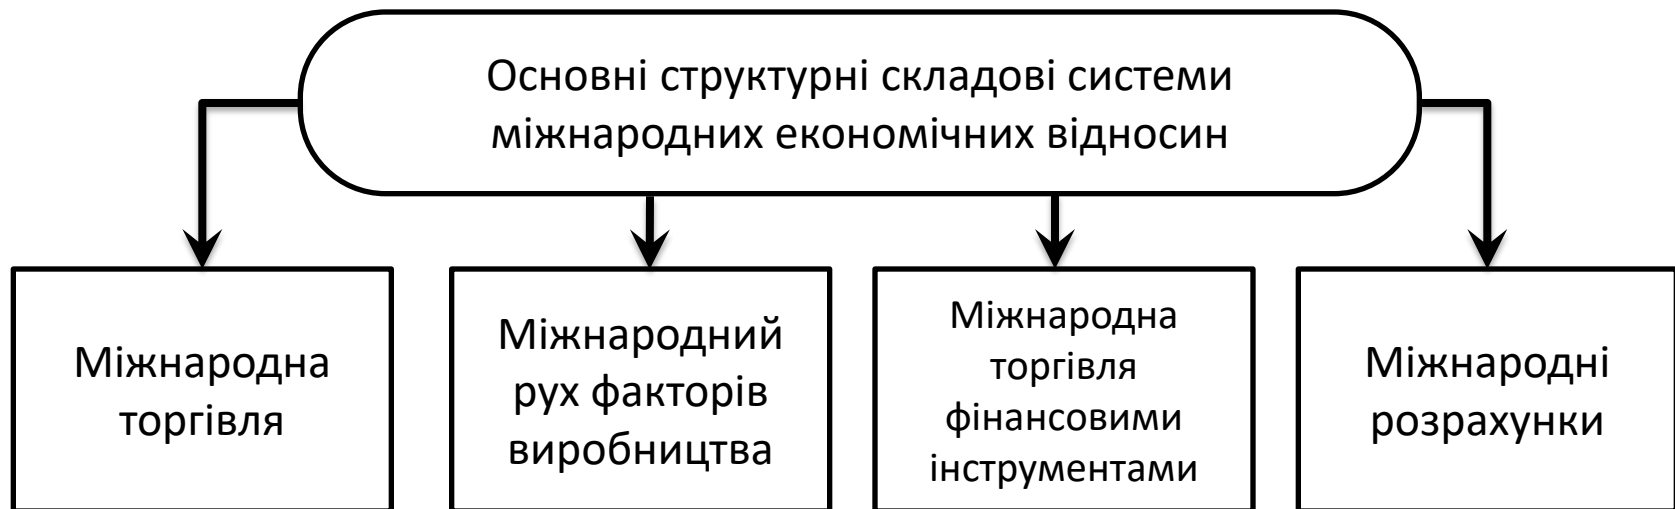 Основні структурні складові системи
міжнародних економічних відносин
Міжнародна
торгівля
Міжнародний
рух факторів
виробництва
Міжнародна
торгівля
фінансовими
інструментами
Міжнародні
розрахунки